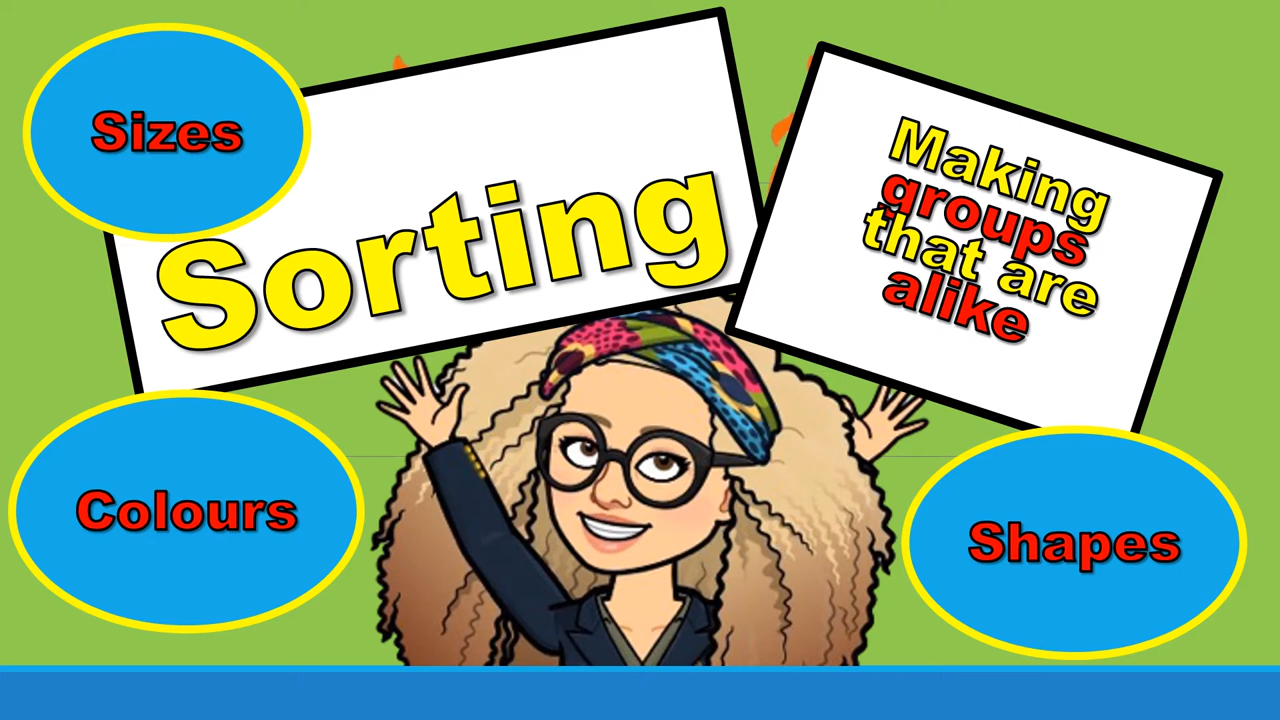 Sizes
Sorting
Making
groups
that are
alike
Colours
Shapes